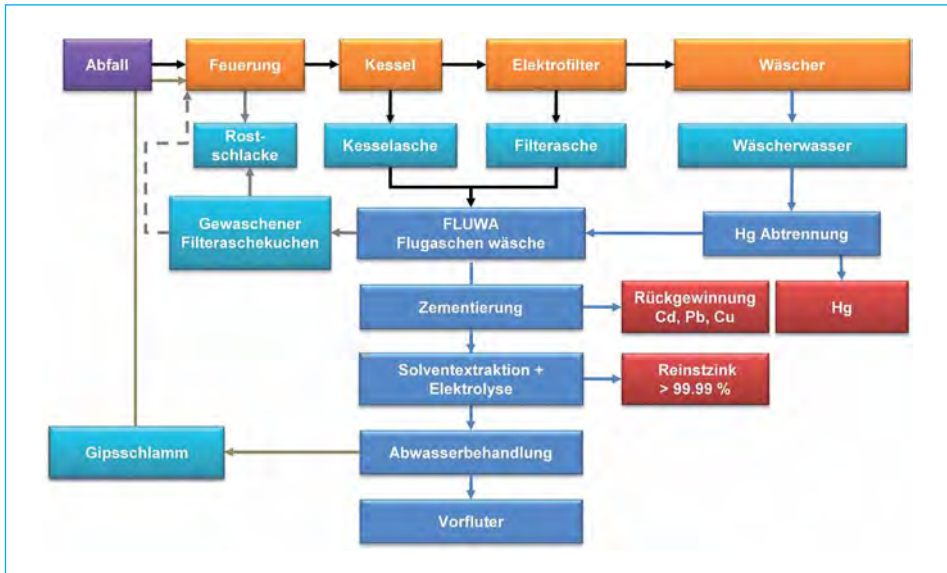 Abfall
Feuerung
Kessel
Elektrofilter
Wäscher
Rost-
schlacke
Kesselasche
Filterasche
Wäscherwasser
Gewaschener
Filteraschekuchen
FLUWA
Flugaschen wäsche
Hg Abtrennung
Zementierung
Rückgewinnung
Cd, Pb, Cu
Hg
Solventextraktion +
Elektrolyse
Reinstzink
> 99.99 %
Gipsschlamm
Abwasserbehandlung
Vorfluter